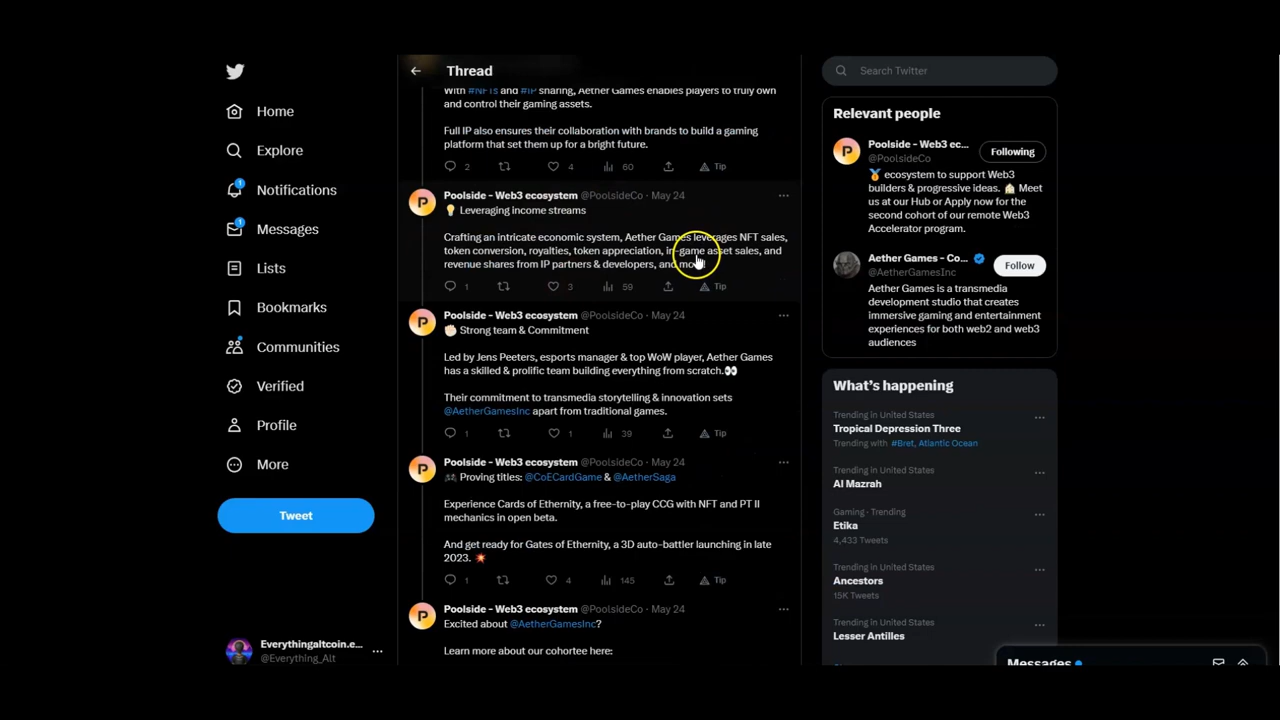 Home
Explore
Notifications
1
Messages
1
Lists
Bookmarks
Communities
Verified
Profile
More
Tweet
Everythingaltcoin.e...
@Everything_Alt
Thread
With #NFTs and #IP sharing, Aether Games enables players to truly own
and control their gaming assets.
Full IP also ensures their collaboration with brands to build a gaming
platform that set them up for a bright future.
2 4 60 Tip
Poolside - Web3 ecosystem @PoolsideCo · May 24
Leveraging income streams
Crafting an intricate economic system, Aether Games leverages NFT sales,
token conversion, royalties, token appreciation, in-game asset sales, and
revenue shares from IP partners & developers, and more!
1 3 59 Tip
Poolside - Web3 ecosystem @PoolsideCo · May 24
Strong team & Commitment
Led by Jens Peeters, esports manager & top WoW player, Aether Games
has a skilled & prolific team building everything from scratch.
Their commitment to transmedia storytelling & innovation sets
@AetherGamesInc apart from traditional games.
1 1 39 Tip
Poolside - Web3 ecosystem @PoolsideCo · May 24
Proving titles: @CoECardGame & @AetherSaga
Experience Cards of Ethernity, a free-to-play CCG with NFT and PT II
mechanics in open beta.
And get ready for Gates of Ethernity, a 3D auto-battler launching in late
2023.
1 4 145 Tip
Poolside - Web3 ecosystem @PoolsideCo · May 24
Excited about @AetherGamesInc?
Learn more about our cohortee here:
Search Twitter
Relevant people
Poolside - Web3 ec...
@PoolsideCo
Following
ecosystem to support Web3
builders & progressive ideas. Meet
us at our Hub or Apply now for the
second cohort of our remote Web3
Accelerator program.
Aether Games - Co...
@AetherGamesInc
Follow
Aether Games is a transmedia
development studio that creates
immersive gaming and entertainment
experiences for both web2 and web3
audiences
What's happening
Trending in United States
Tropical Depression Three
Trending with #Bret, Atlantic Ocean
Trending in United States
Al Mazrah
Gaming · Trending
Etika
4,433 Tweets
Trending in United States
Ancestors
15K Tweets
Trending in United States
Lesser Antilles
Messages